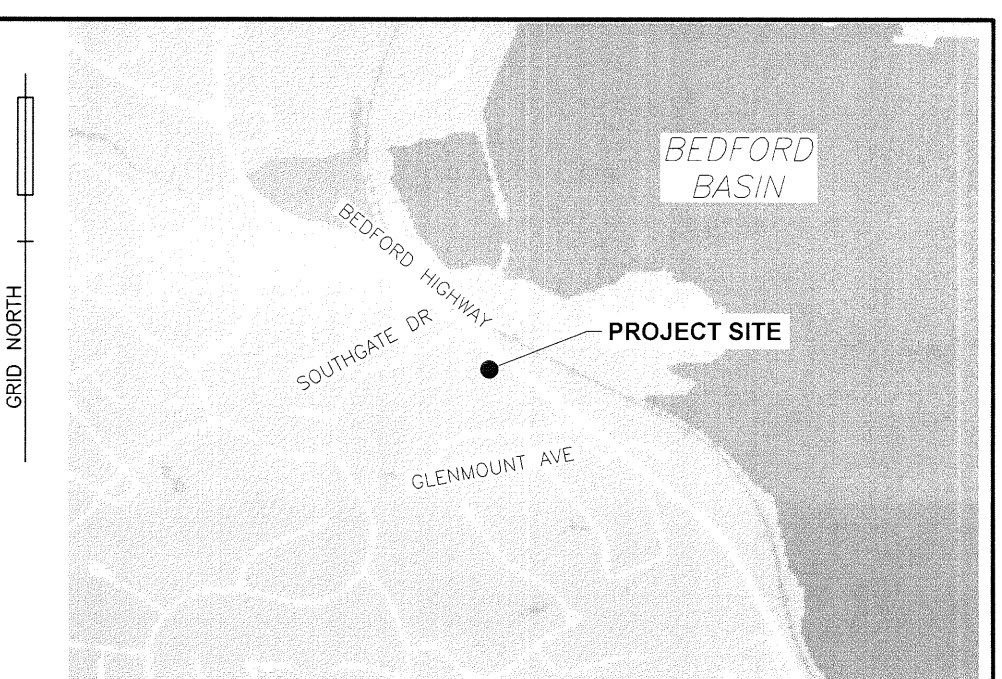 GRID NORTH
BEDFORD
BASIN
BEDFORD HIGHWAY
SOUTHGATE DR
PROJECT SITE
GLENMOUNT AVE